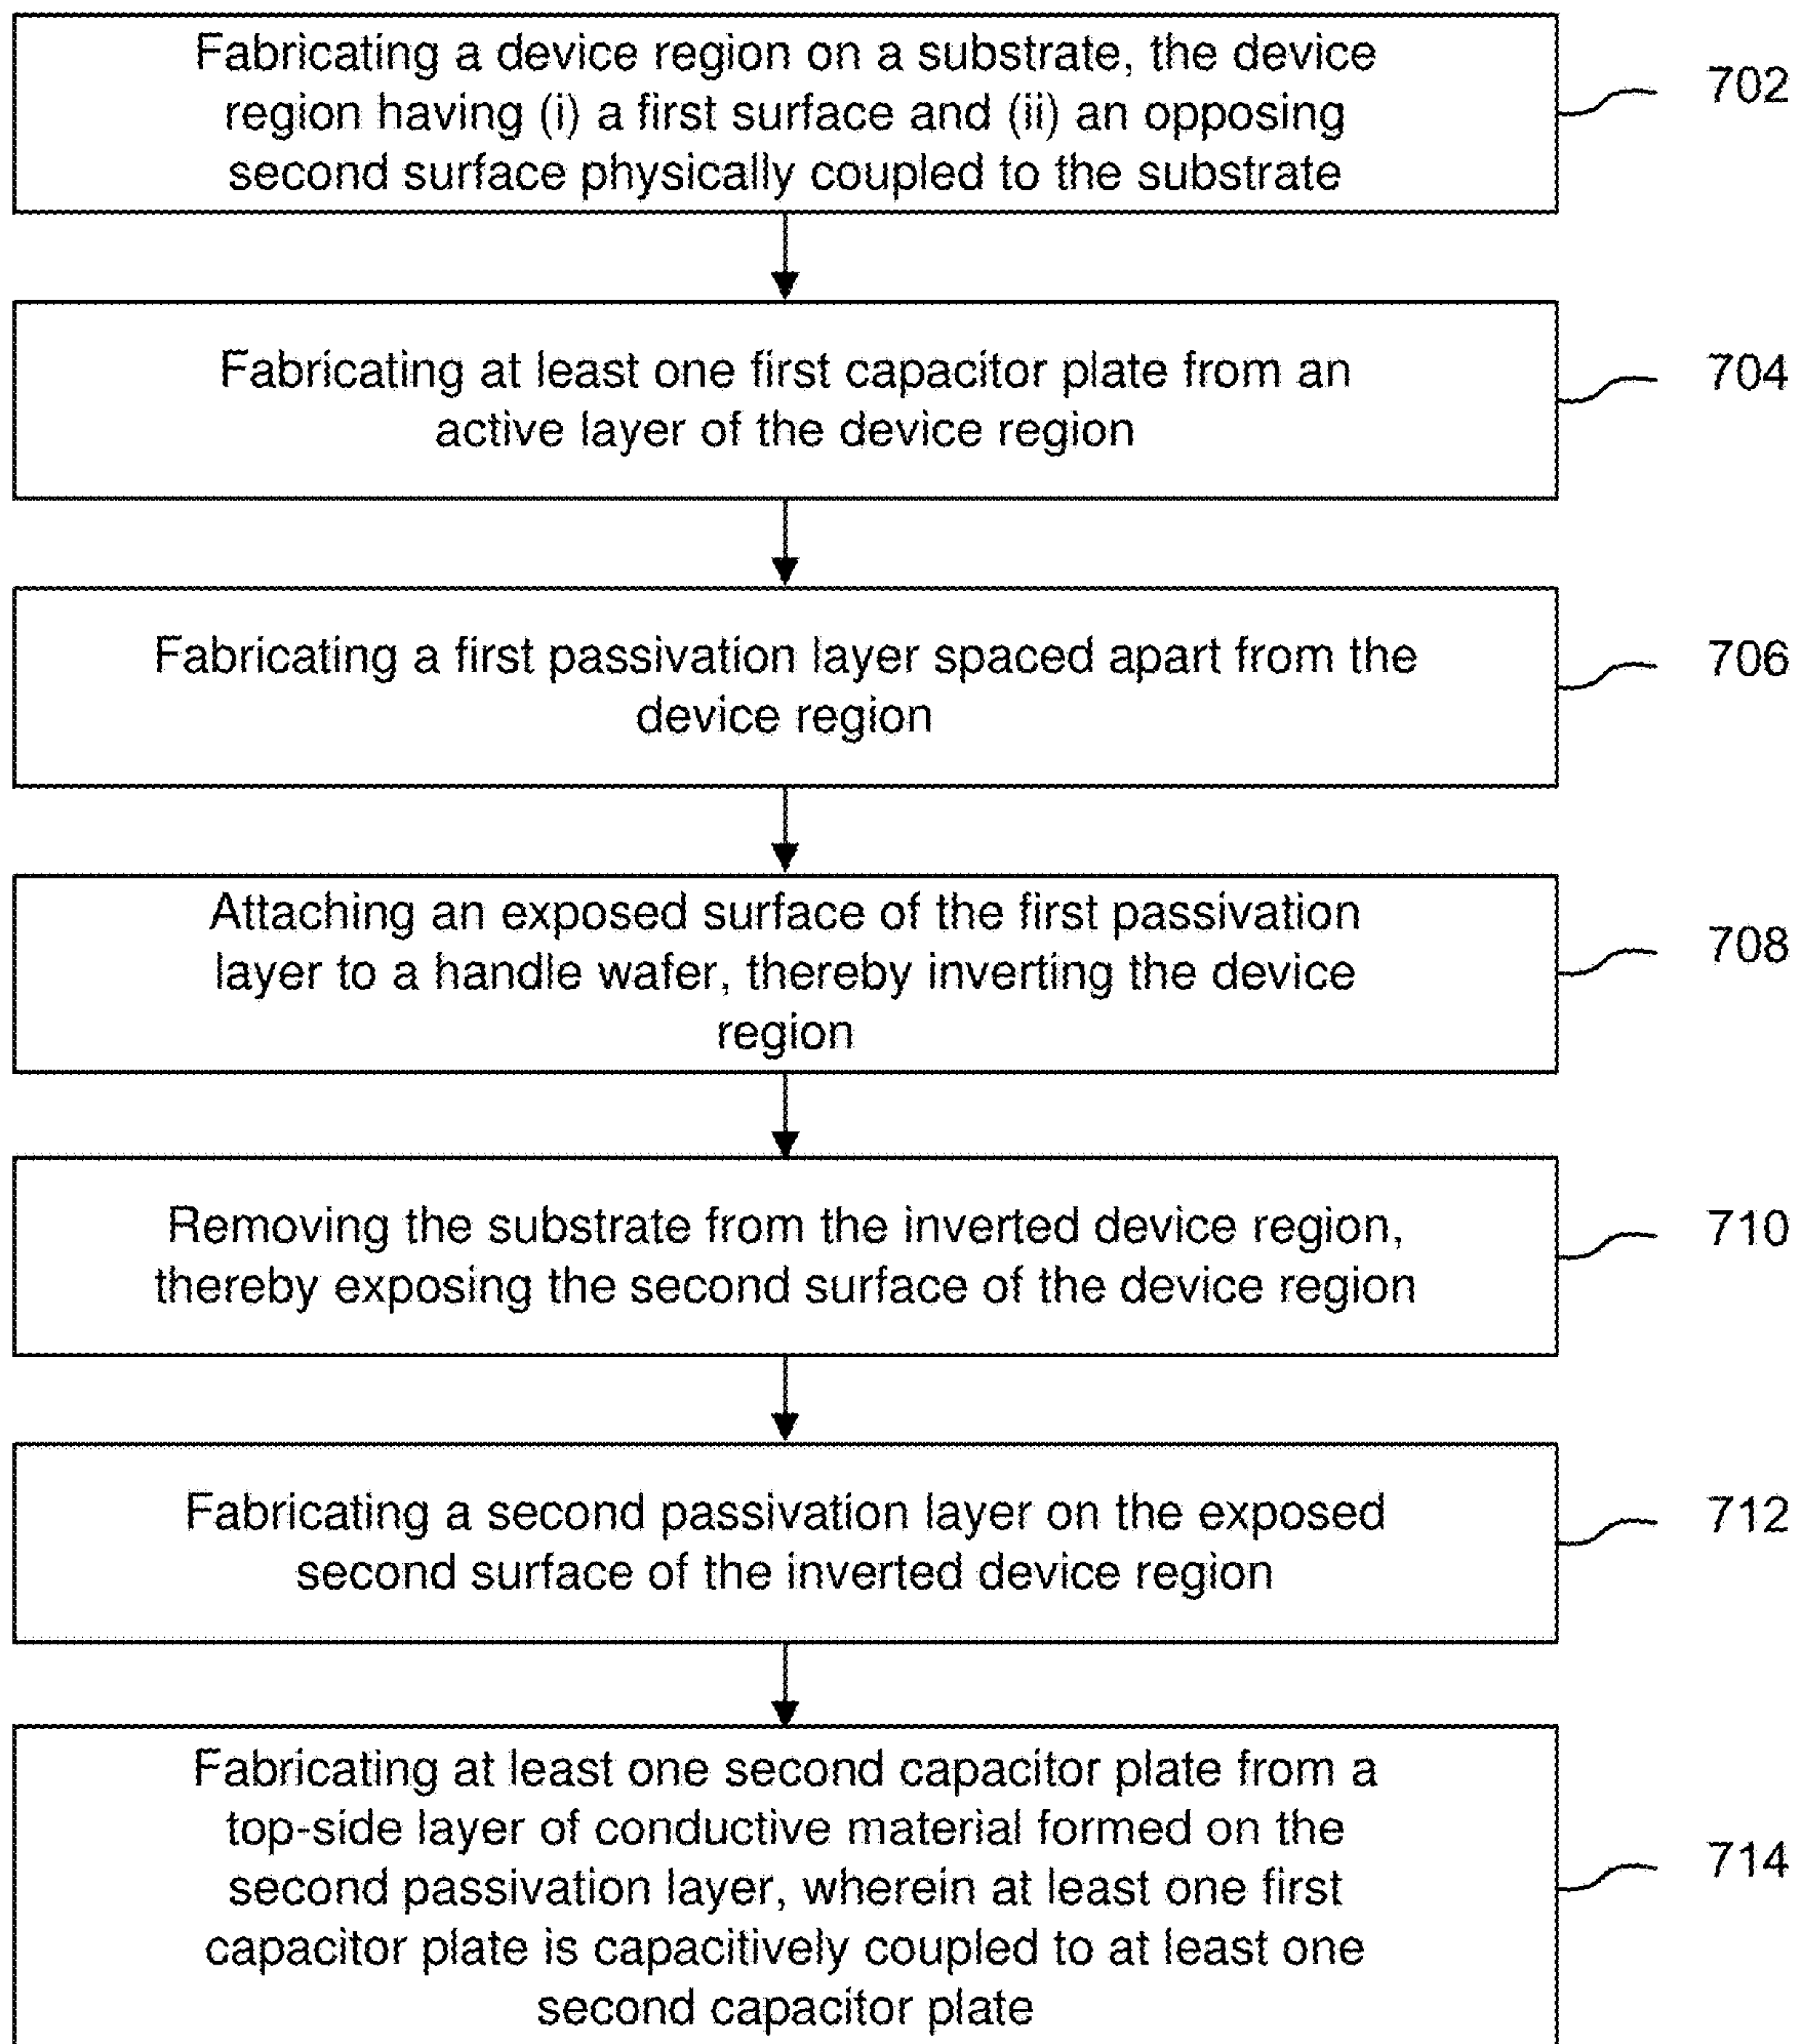 Fabricating a device region on a substrate, the device
region having (i) a first surface and (ii) an opposing
second surface physically coupled to the substrate
702
Fabricating at least one first capacitor plate from an
active layer of the device region
704
Fabricating a first passivation layer spaced apart from the
device region
706
Attaching an exposed surface of the first passivation
layer to a handle wafer, thereby inverting the device
region
708
Removing the substrate from the inverted device region,
thereby exposing the second surface of the device region
710
Fabricating a second passivation layer on the exposed
second surface of the inverted device region
712
Fabricating at least one second capacitor plate from a
top-side layer of conductive material formed on the
second passivation layer, wherein at least one first
capacitor plate is capacitively coupled to at least one
second capacitor plate
714